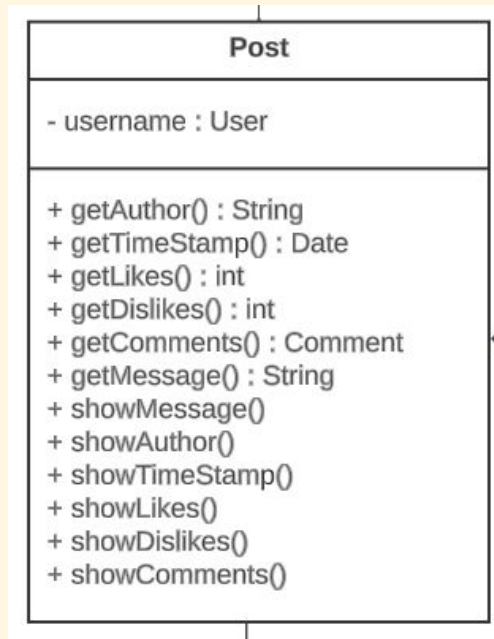 Post
- username : User
+ getAuthor() : String
+ getTimeStamp() : Date
+ getLikes() : int
+ getDislikes() : int
+ getComments() : Comment
+ getMessage() : String
+ showMessage()
+ showAuthor()
+ showTimeStamp()
+ showLikes()
+ showDislikes()
+ showComments()